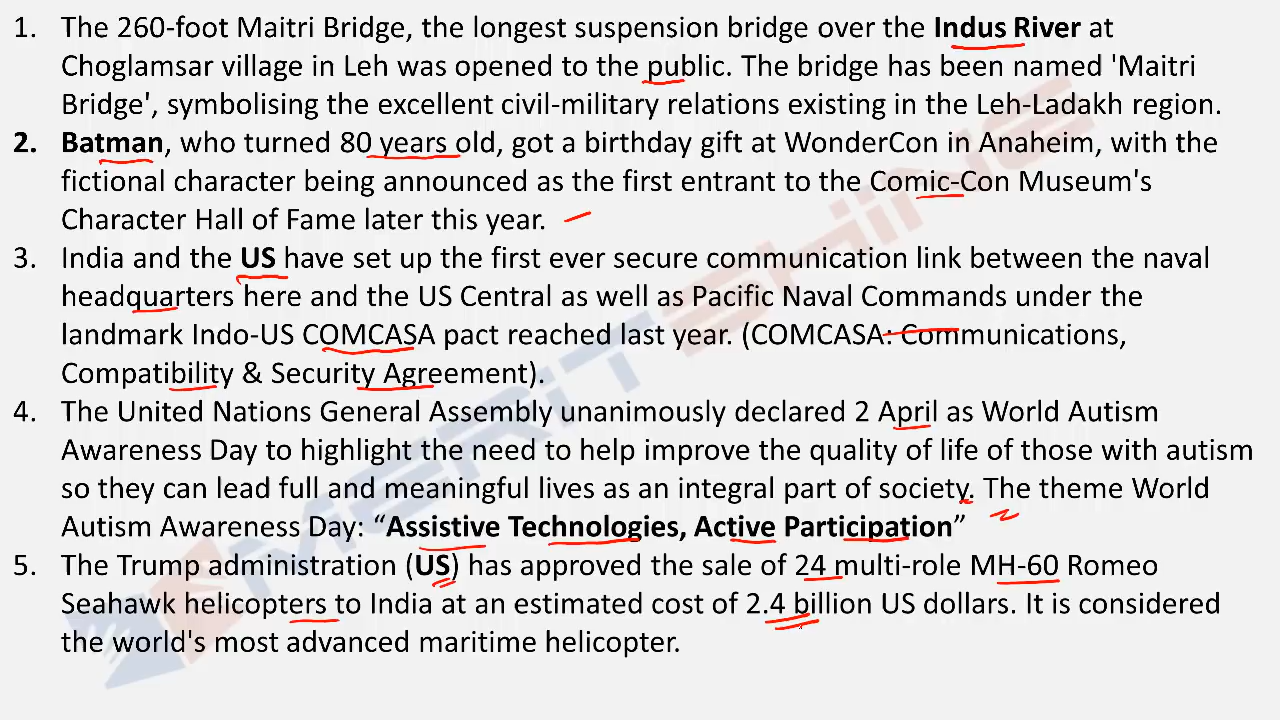 1. The 260-foot Maitri Bridge, the longest suspension bridge over the Indus River at
Choglamsar village in Leh was opened to the public. The bridge has been named 'Maitri
Bridge', symbolising the excellent civil-military relations existing in the Leh-Ladakh region.
2. Batman, who turned 80 years old, got a birthday gift at WonderCon in Anaheim, with the
fictional character being announced as the first entrant to the Comic-Con Museum's
Character Hall of Fame later this year.
3. India and the US have set up the first ever secure communication link between the naval
headquarters here and the US Central as well as Pacific Naval Commands under the
landmark Indo-US COMCASA pact reached last year. (COMCASA: Communications,
Compatibility & Security Agreement).
4. The United Nations General Assembly unanimously declared 2 April as World Autism
Awareness Day to highlight the need to help improve the quality of life of those with autism
so they can lead full and meaningful lives as an integral part of society. The theme World
Autism Awareness Day: “Assistive Technologies, Active Participation”
5. The Trump administration (US) has approved the sale of 24 multi-role MH-60 Romeo
Seahawk helicopters to India at an estimated cost of 2.4 billion US dollars. It is considered
the world's most advanced maritime helicopter.
MERIT SHINE